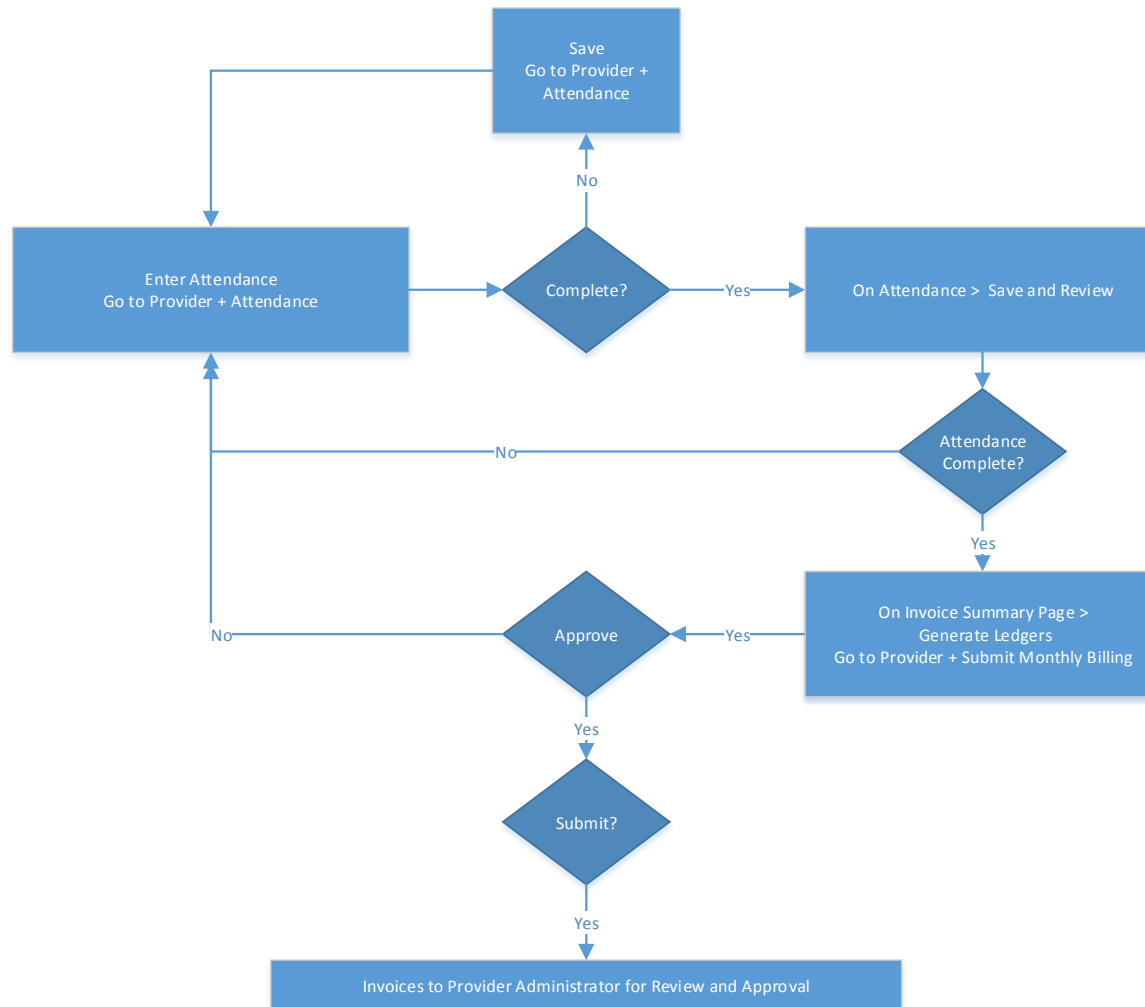 Save
Go to Provider +
Attendance
No
Enter Attendance
Go to Provider + Attendance
Complete?
Yes
On Attendance > Save and Review
No
Attendance
Complete?
Yes
On Invoice Summary Page >
Generate Ledgers
Go to Provider + Submit Monthly Billing
Yes
Approve
No
Yes
Submit?
Yes
Invoices to Provider Administrator for Review and Approval